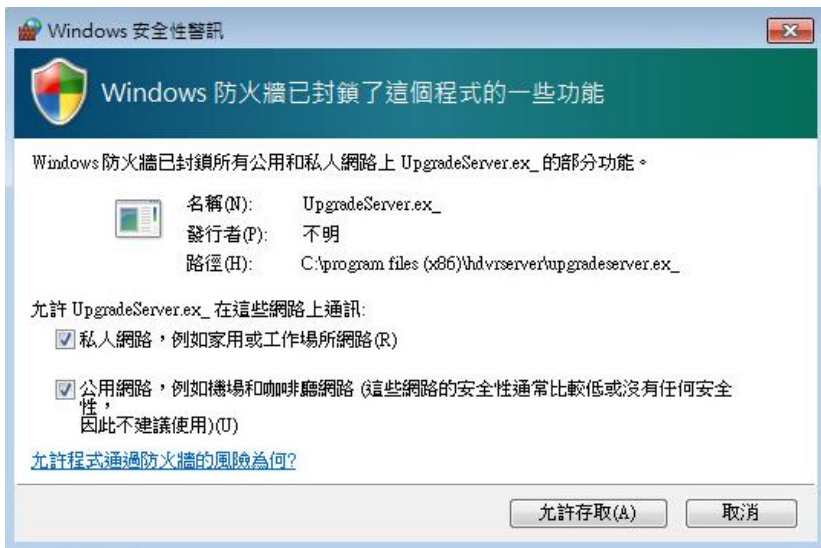 Windows 安全性警訊
Windows 防火牆已封鎖了這個程式的一些功能
Windows 防火牆已封鎖所有公用和私人網路上 UpgradeServer.ex_ 的部分功能。
名稱(N): UpgradeServer.ex_
發行者(P): 不明
路徑(H): C:\program files (x86)\hdvrserver\upgradeserver.ex_
允許 UpgradeServer.ex_ 在這些網路上通訊:
私人網路，例如家用或工作場所網路(R)
公用網路，例如機場和咖啡廳網路 (這些網路的安全性通常比較低或沒有任何安全
性，
因此不建議使用)(U)
允許程式通過防火牆的風險為何?
允許存取(A) 取消